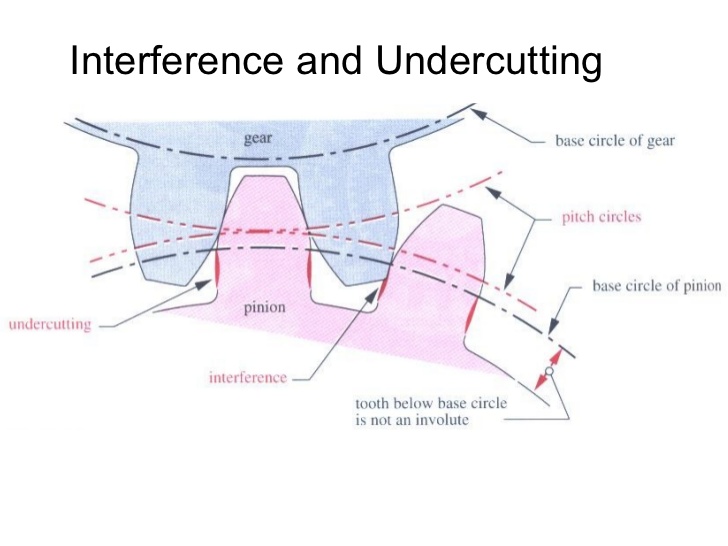 Interference and Undercutting
gear
base circle of gear
pitch circles
base circle of pinion
pinion
undercutting
interference
tooth below base circle
is not an involute